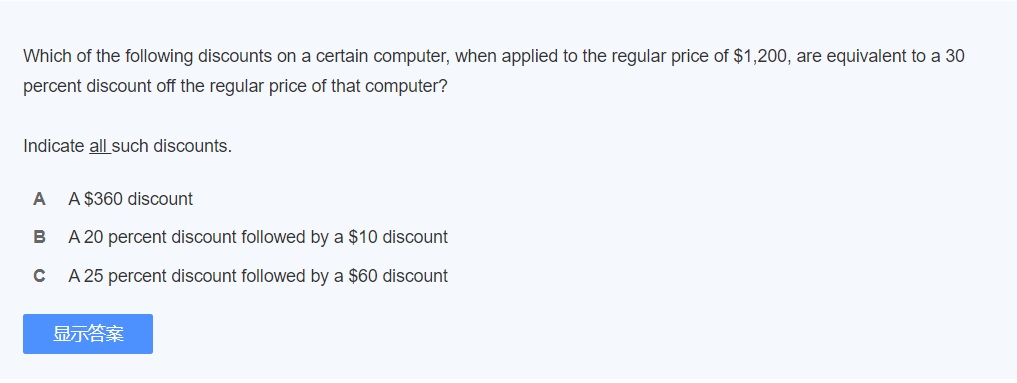 Which of the following discounts on a certain computer, when applied to the regular price of $1,200, are equivalent to a 30
percent discount off the regular price of that computer?
Indicate all such discounts.
A A $360 discount
B A 20 percent discount followed by a $10 discount
C A 25 percent discount followed by a $60 discount
显示答案